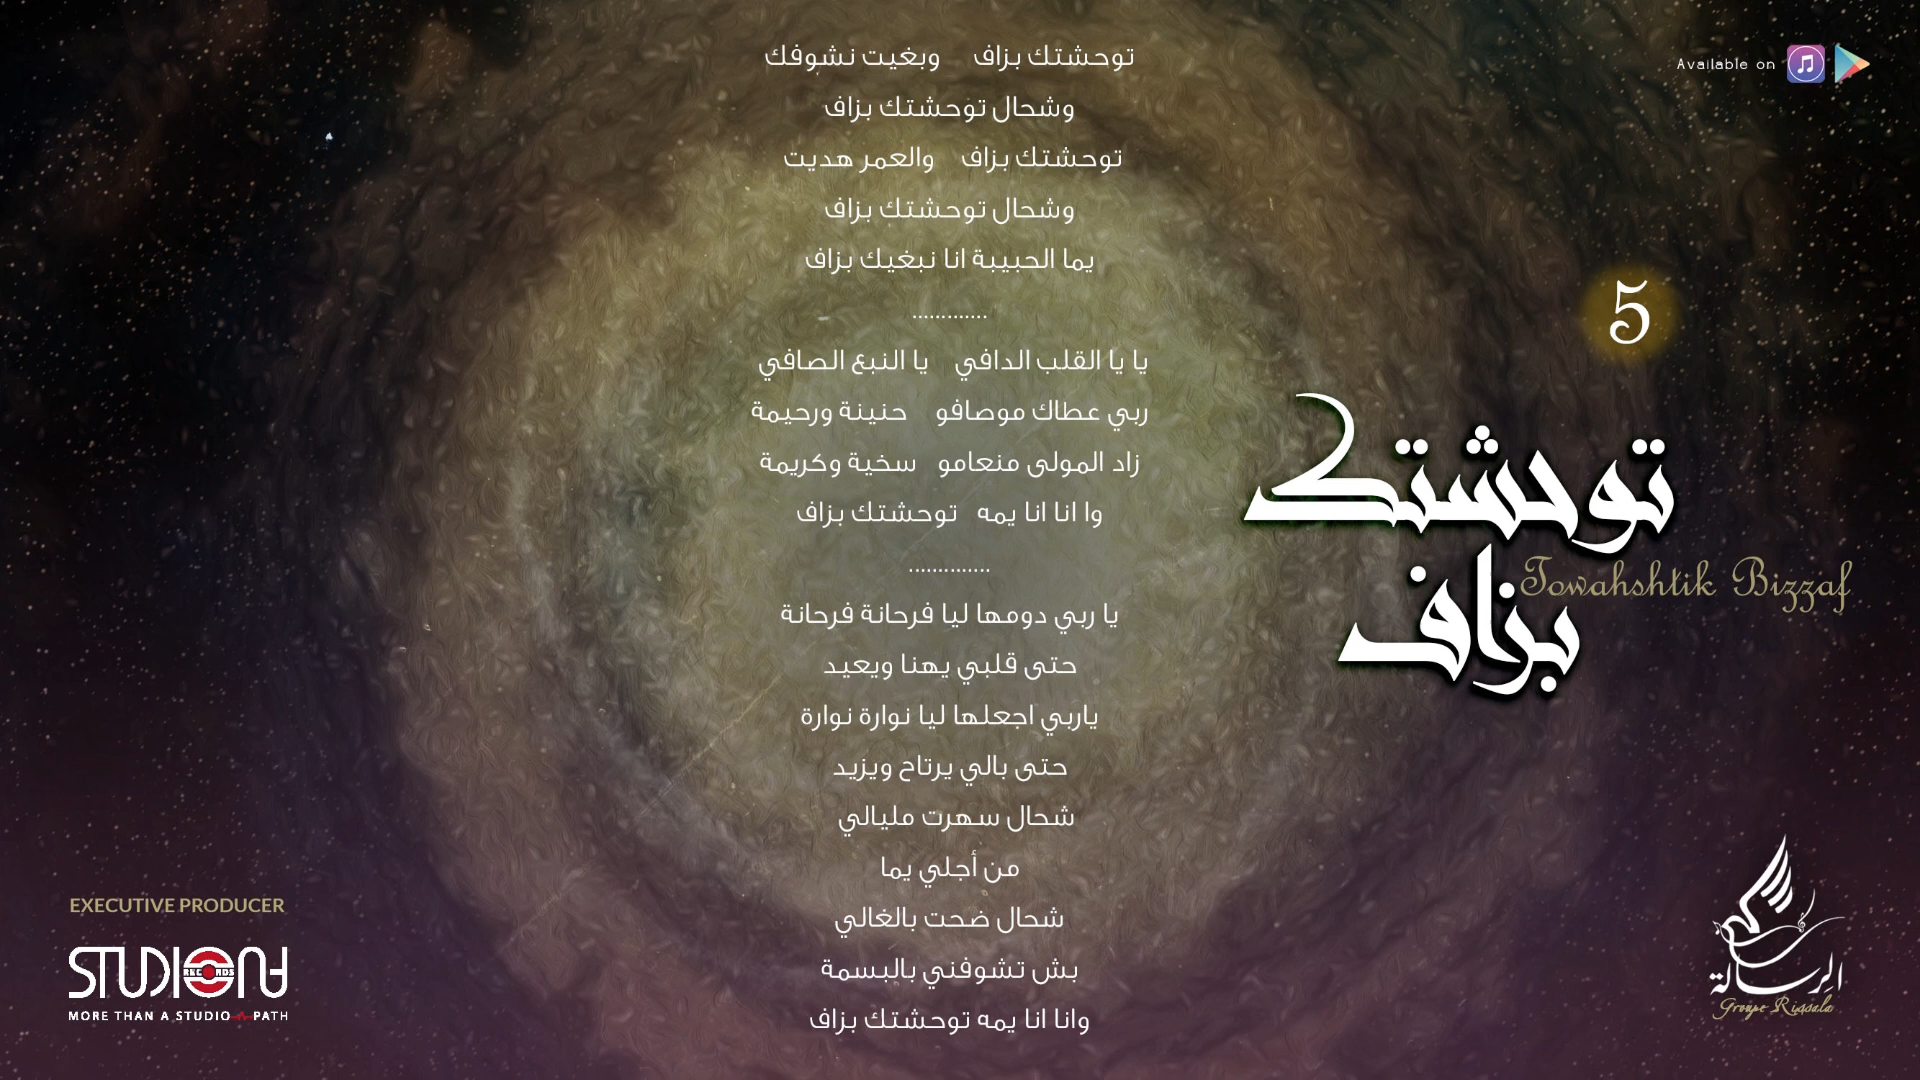 توحشتك بزاف وبغيت نشوفك
وشحال توحشتك بزاف
توحشتك بزاف والعمر هديت
وشحال توحشتك بزاف
يما الحبيبة انا نبغيك بزاف
.............
يا يا القلب الدافي يا النبع الصافي
ربي عطاك موصافو حنينة ورحيمة
زاد المولى منعامو سخية وكريمة
وا انا انا يمه توحشتك بزاف
..............
يا ربي دومها ليا فرحانة فرحانة
حتى قلبي يهنا ويعيد
ياربي اجعلها ليا نوارة نوارة
حتى بالي يرتاح ويزيد
شحال سهرت مليالي
من أجلي يما
شحال ضحت بالغالي
بش تشوفني بالبسمة
وانا انا يمه توحشتك بزاف
Available on
5
توحشتك
بزاف
Towahshtik Bizzaf
EXECUTIVE PRODUCER
STUDIO
RECORDS
MORE THAN A STUDIO PATH
الرسالة
Groupe Rissala